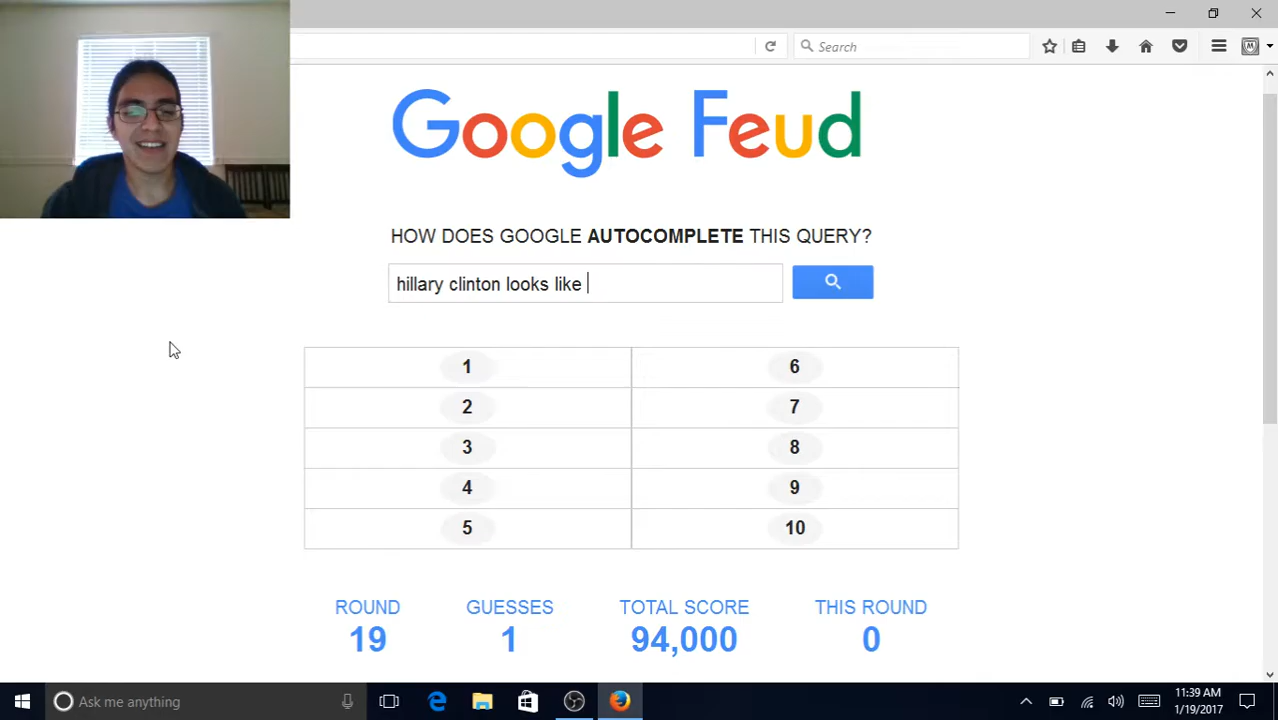 Search
Google Feud
HOW DOES GOOGLE AUTOCOMPLETE THIS QUERY?
hillary clinton looks like
1 6
2 7
3 8
4 9
5 10
ROUND GUESSES TOTAL SCORE THIS ROUND
19 1 94,000 0
Ask me anything
11:39 AM
1/19/2017